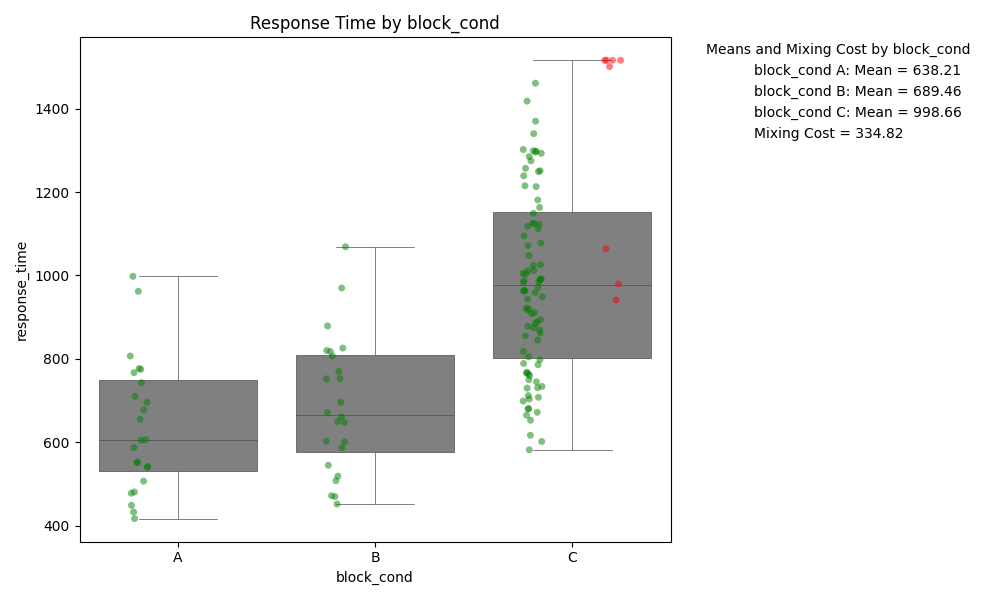 Response Time by block_cond
Means and Mixing Cost by block_cond
block_cond A: Mean = 638.21
block_cond B: Mean = 689.46
block_cond C: Mean = 998.66
Mixing Cost = 334.82
response_time
1400
1200
1000
800
600
400
A B C
block_cond